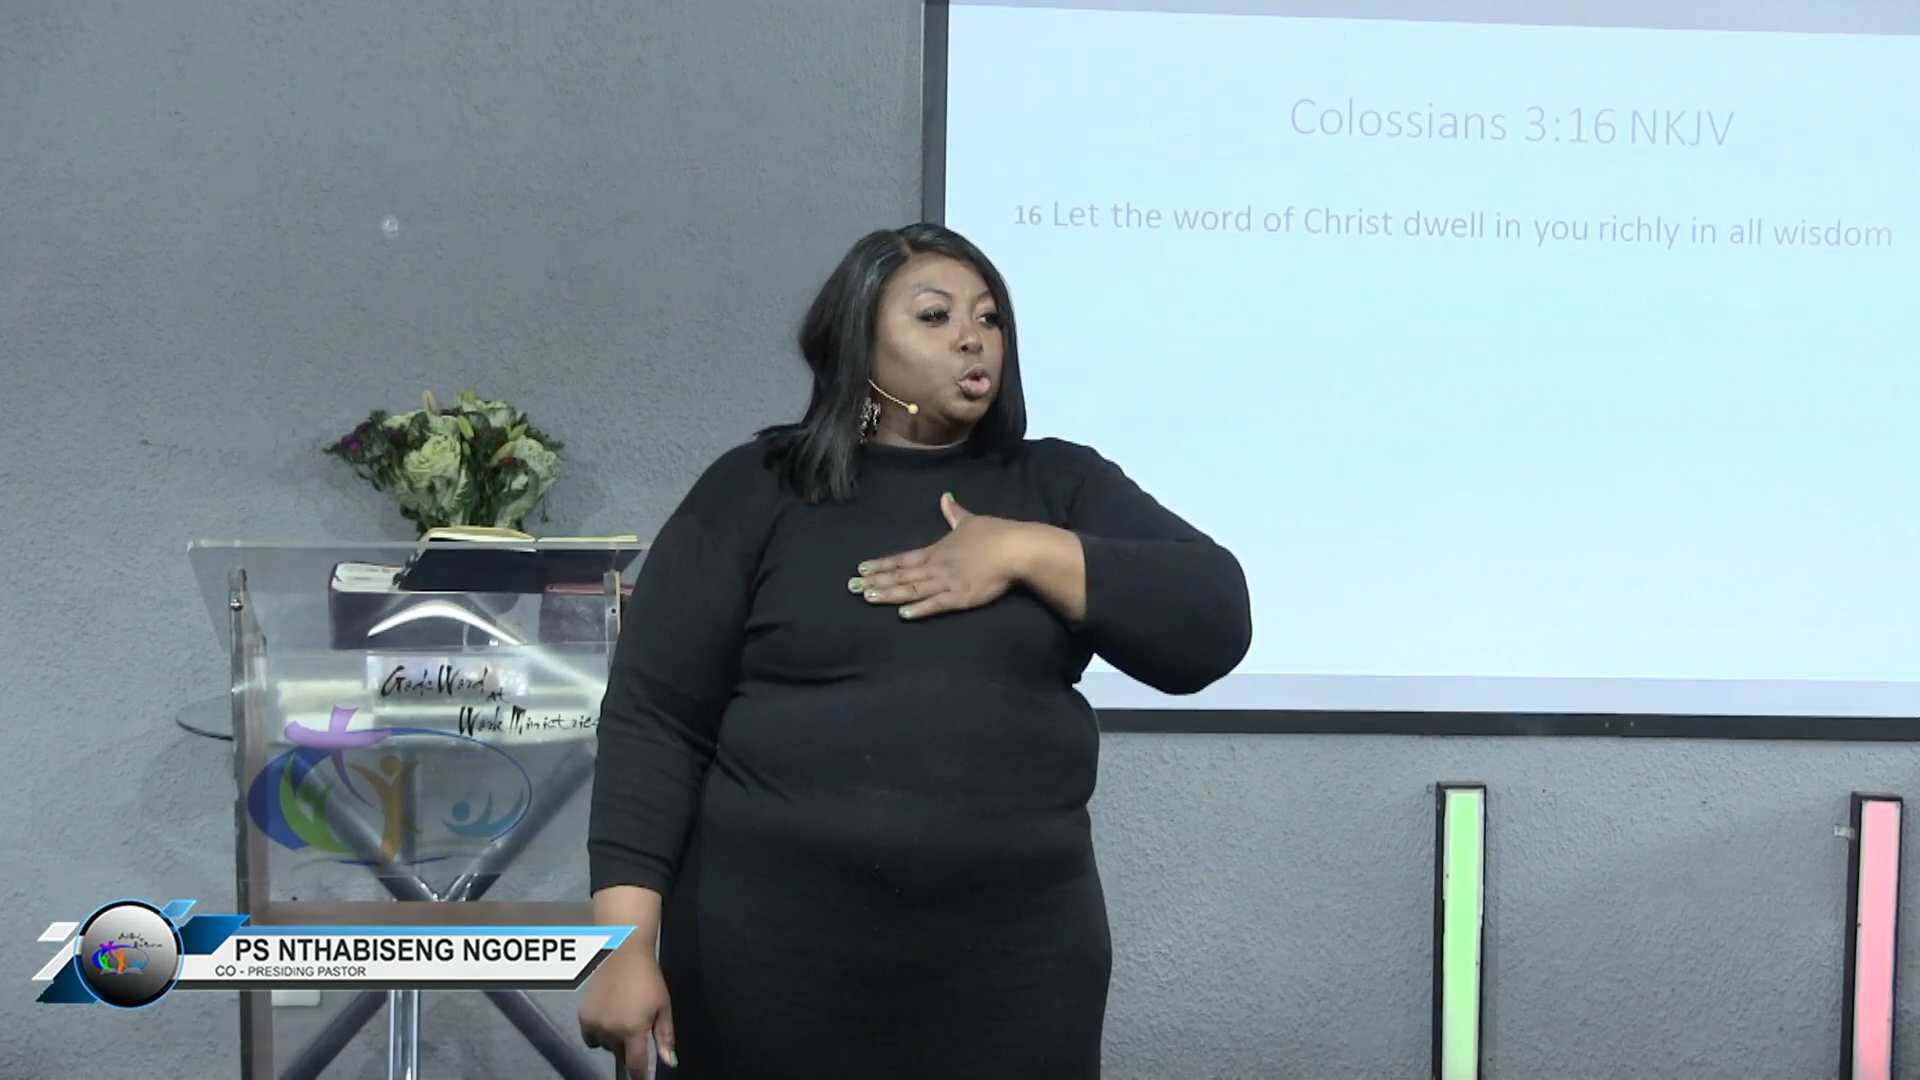 Colossians 3:16 NKJV
16 Let the word of Christ dwell in you richly in all wisdom
Gods Word at
Work Ministries
PS NTHABISENG NGOEPE
CO - PRESIDING PASTOR